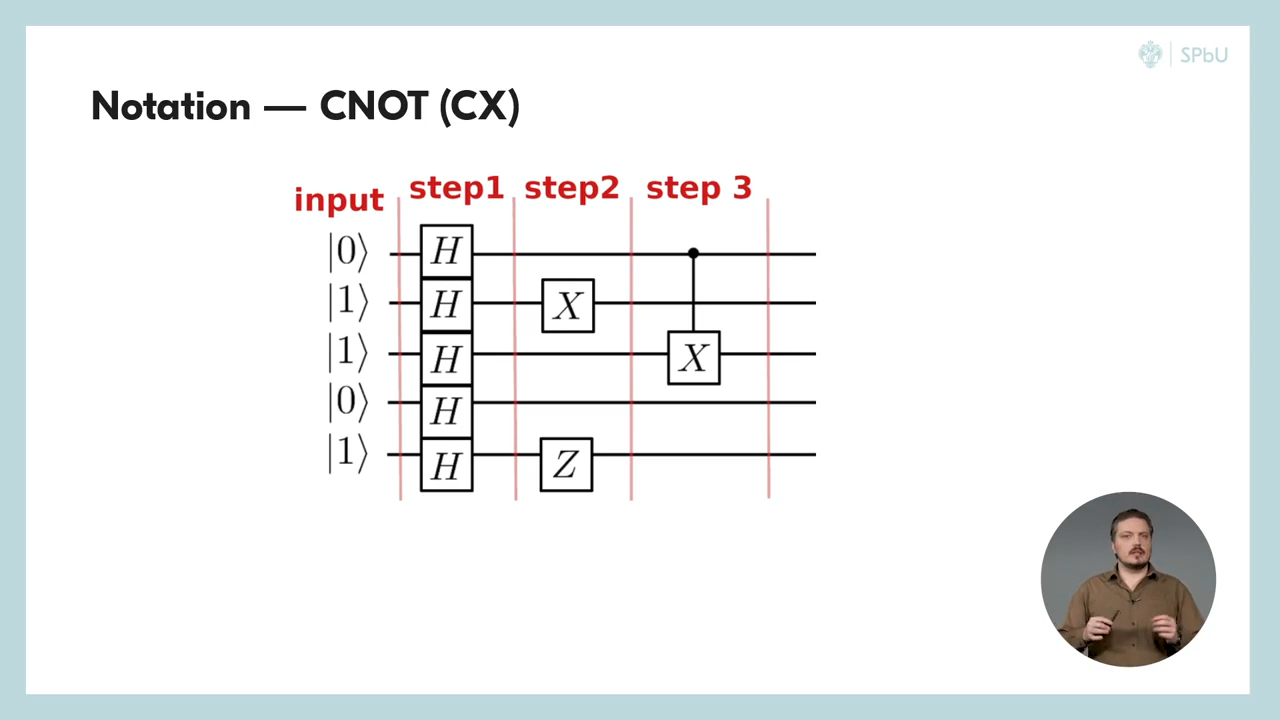 SPbU
Notation — CNOT (CX)
input step1 step2 step 3
|0⟩ H
|1⟩ H X
|1⟩ H X
|0⟩ H
|1⟩ H Z